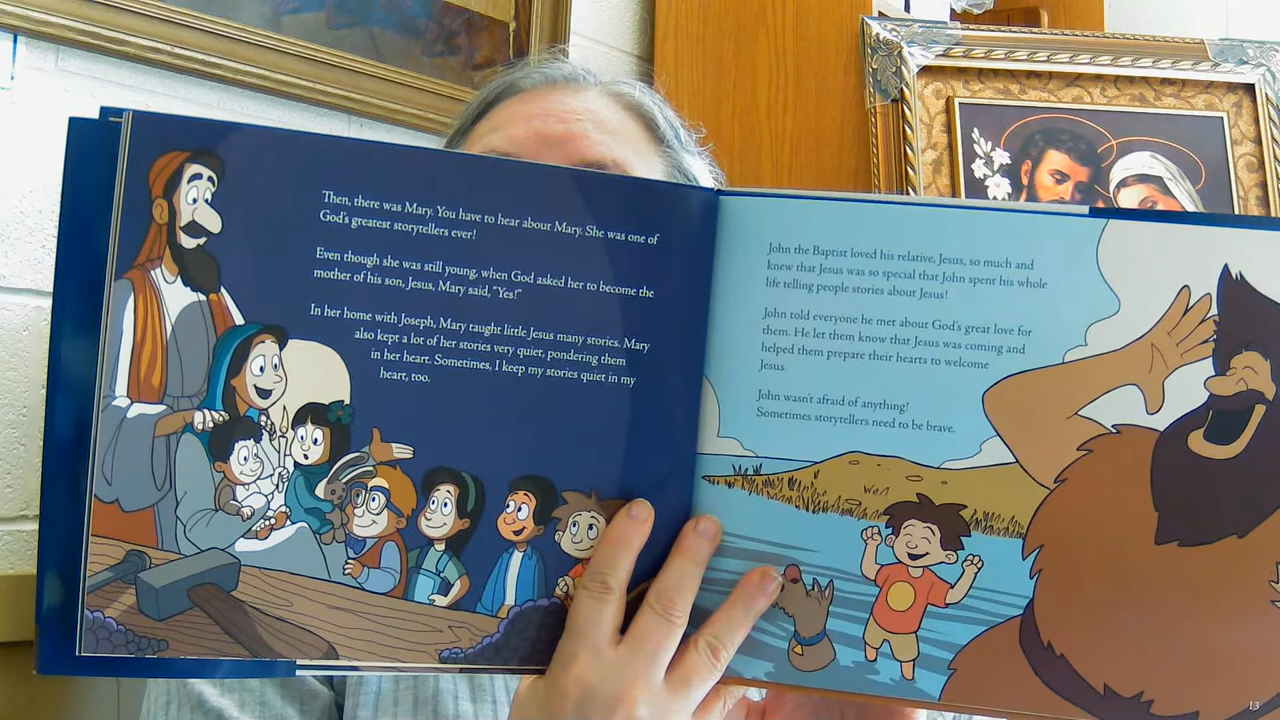 Then, there was Mary. You have to hear about Mary. She was one of
God's greatest storytellers ever!
Even though she was still young, when God asked her to become the
mother of his son, Jesus, Mary said, "Yes!"
In her home with Joseph, Mary taught little Jesus many stories. Mary
also kept a lot of her stories very quiet, pondering them
in her heart. Sometimes, I keep my stories quiet in my
heart, too.
John the Baptist loved his relative, Jesus, so much and
knew that Jesus was so special that John spent his whole
life telling people stories about Jesus!
John told everyone he met about God's great love for
them. He let them know that Jesus was coming and
helped them prepare their hearts to welcome
Jesus.
John wasn't afraid of anything!
Sometimes storytellers need to be brave.
13